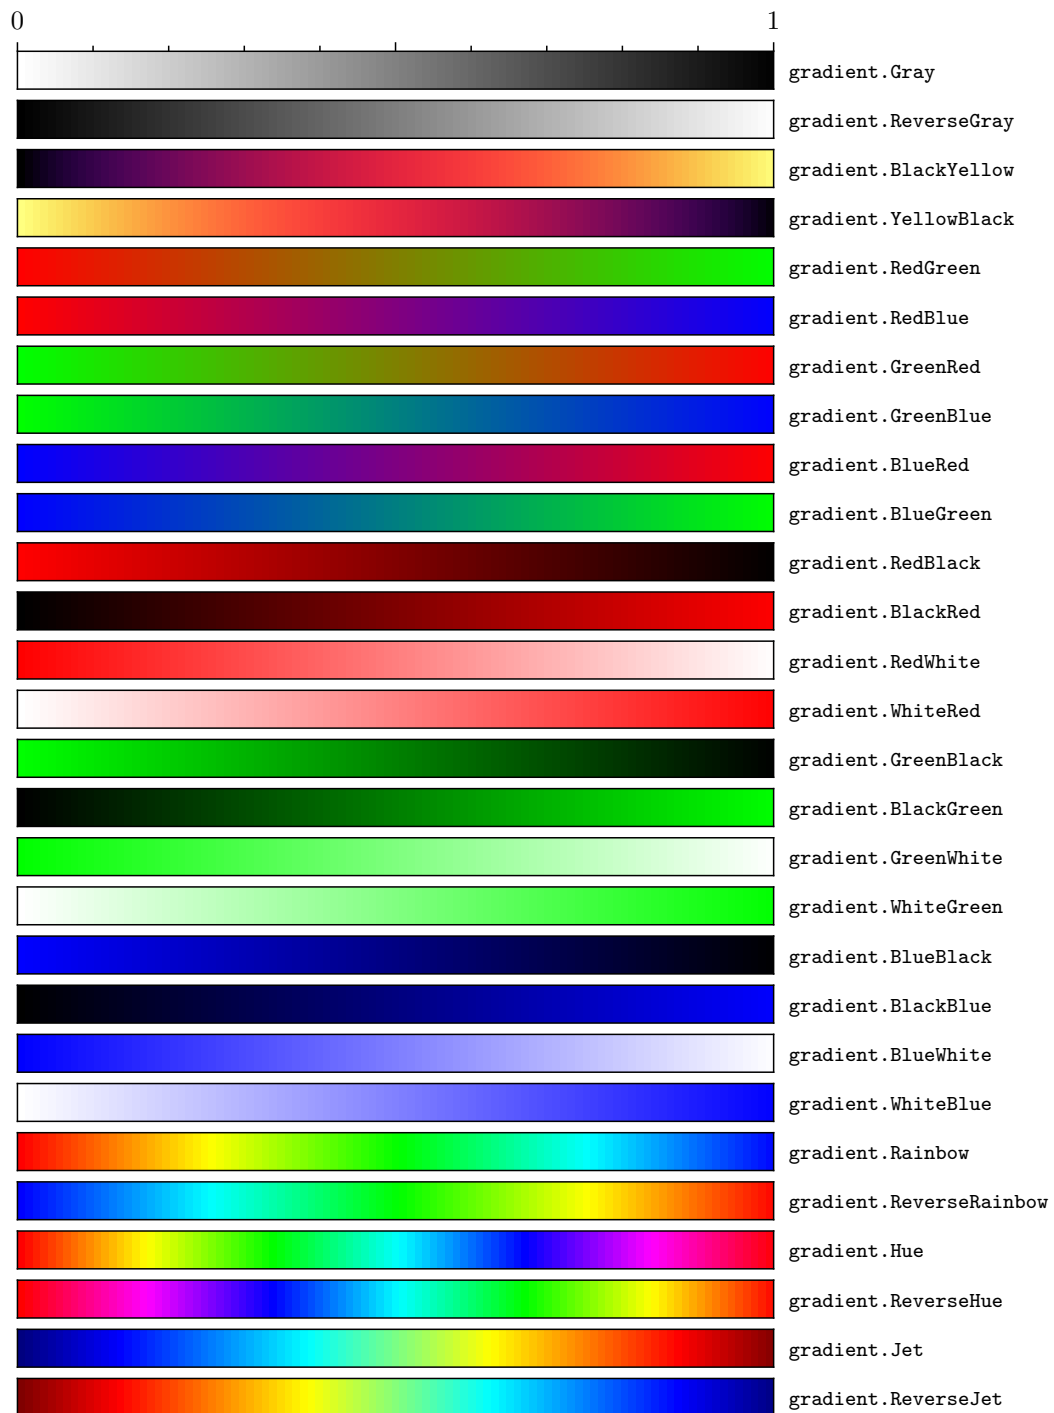 0 1
gradient.Gray
gradient.ReverseGray
gradient.BlackYellow
gradient.YellowBlack
gradient.RedGreen
gradient.RedBlue
gradient.GreenRed
gradient.GreenBlue
gradient.BlueRed
gradient.BlueGreen
gradient.RedBlack
gradient.BlackRed
gradient.RedWhite
gradient.WhiteRed
gradient.GreenBlack
gradient.BlackGreen
gradient.GreenWhite
gradient.WhiteGreen
gradient.BlueBlack
gradient.BlackBlue
gradient.BlueWhite
gradient.WhiteBlue
gradient.Rainbow
gradient.ReverseRainbow
gradient.Hue
gradient.ReverseHue
gradient.Jet
gradient.ReverseJet